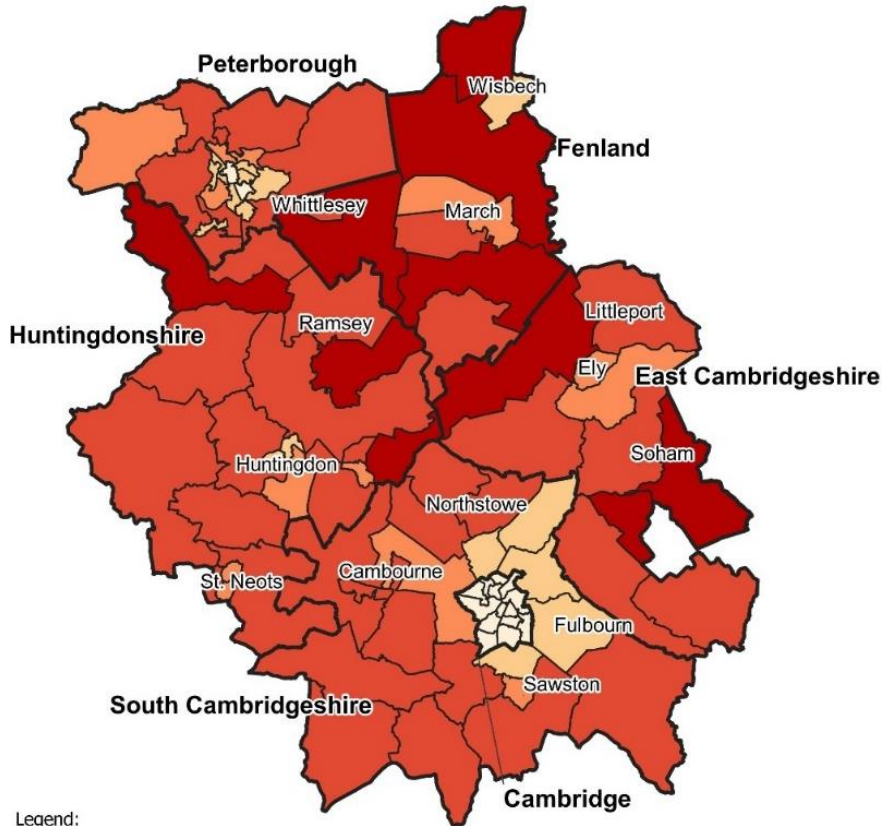 Peterborough
Wisbech
Fenland
Whittlesey
March
Littleport
Huntingdonshire
Ramsey
Ely
East Cambridgeshire
Soham
Huntingdon
Northstowe
St. Neots
Cambourne
Fulbourn
Sawston
South Cambridgeshire
Cambridge
Legend: